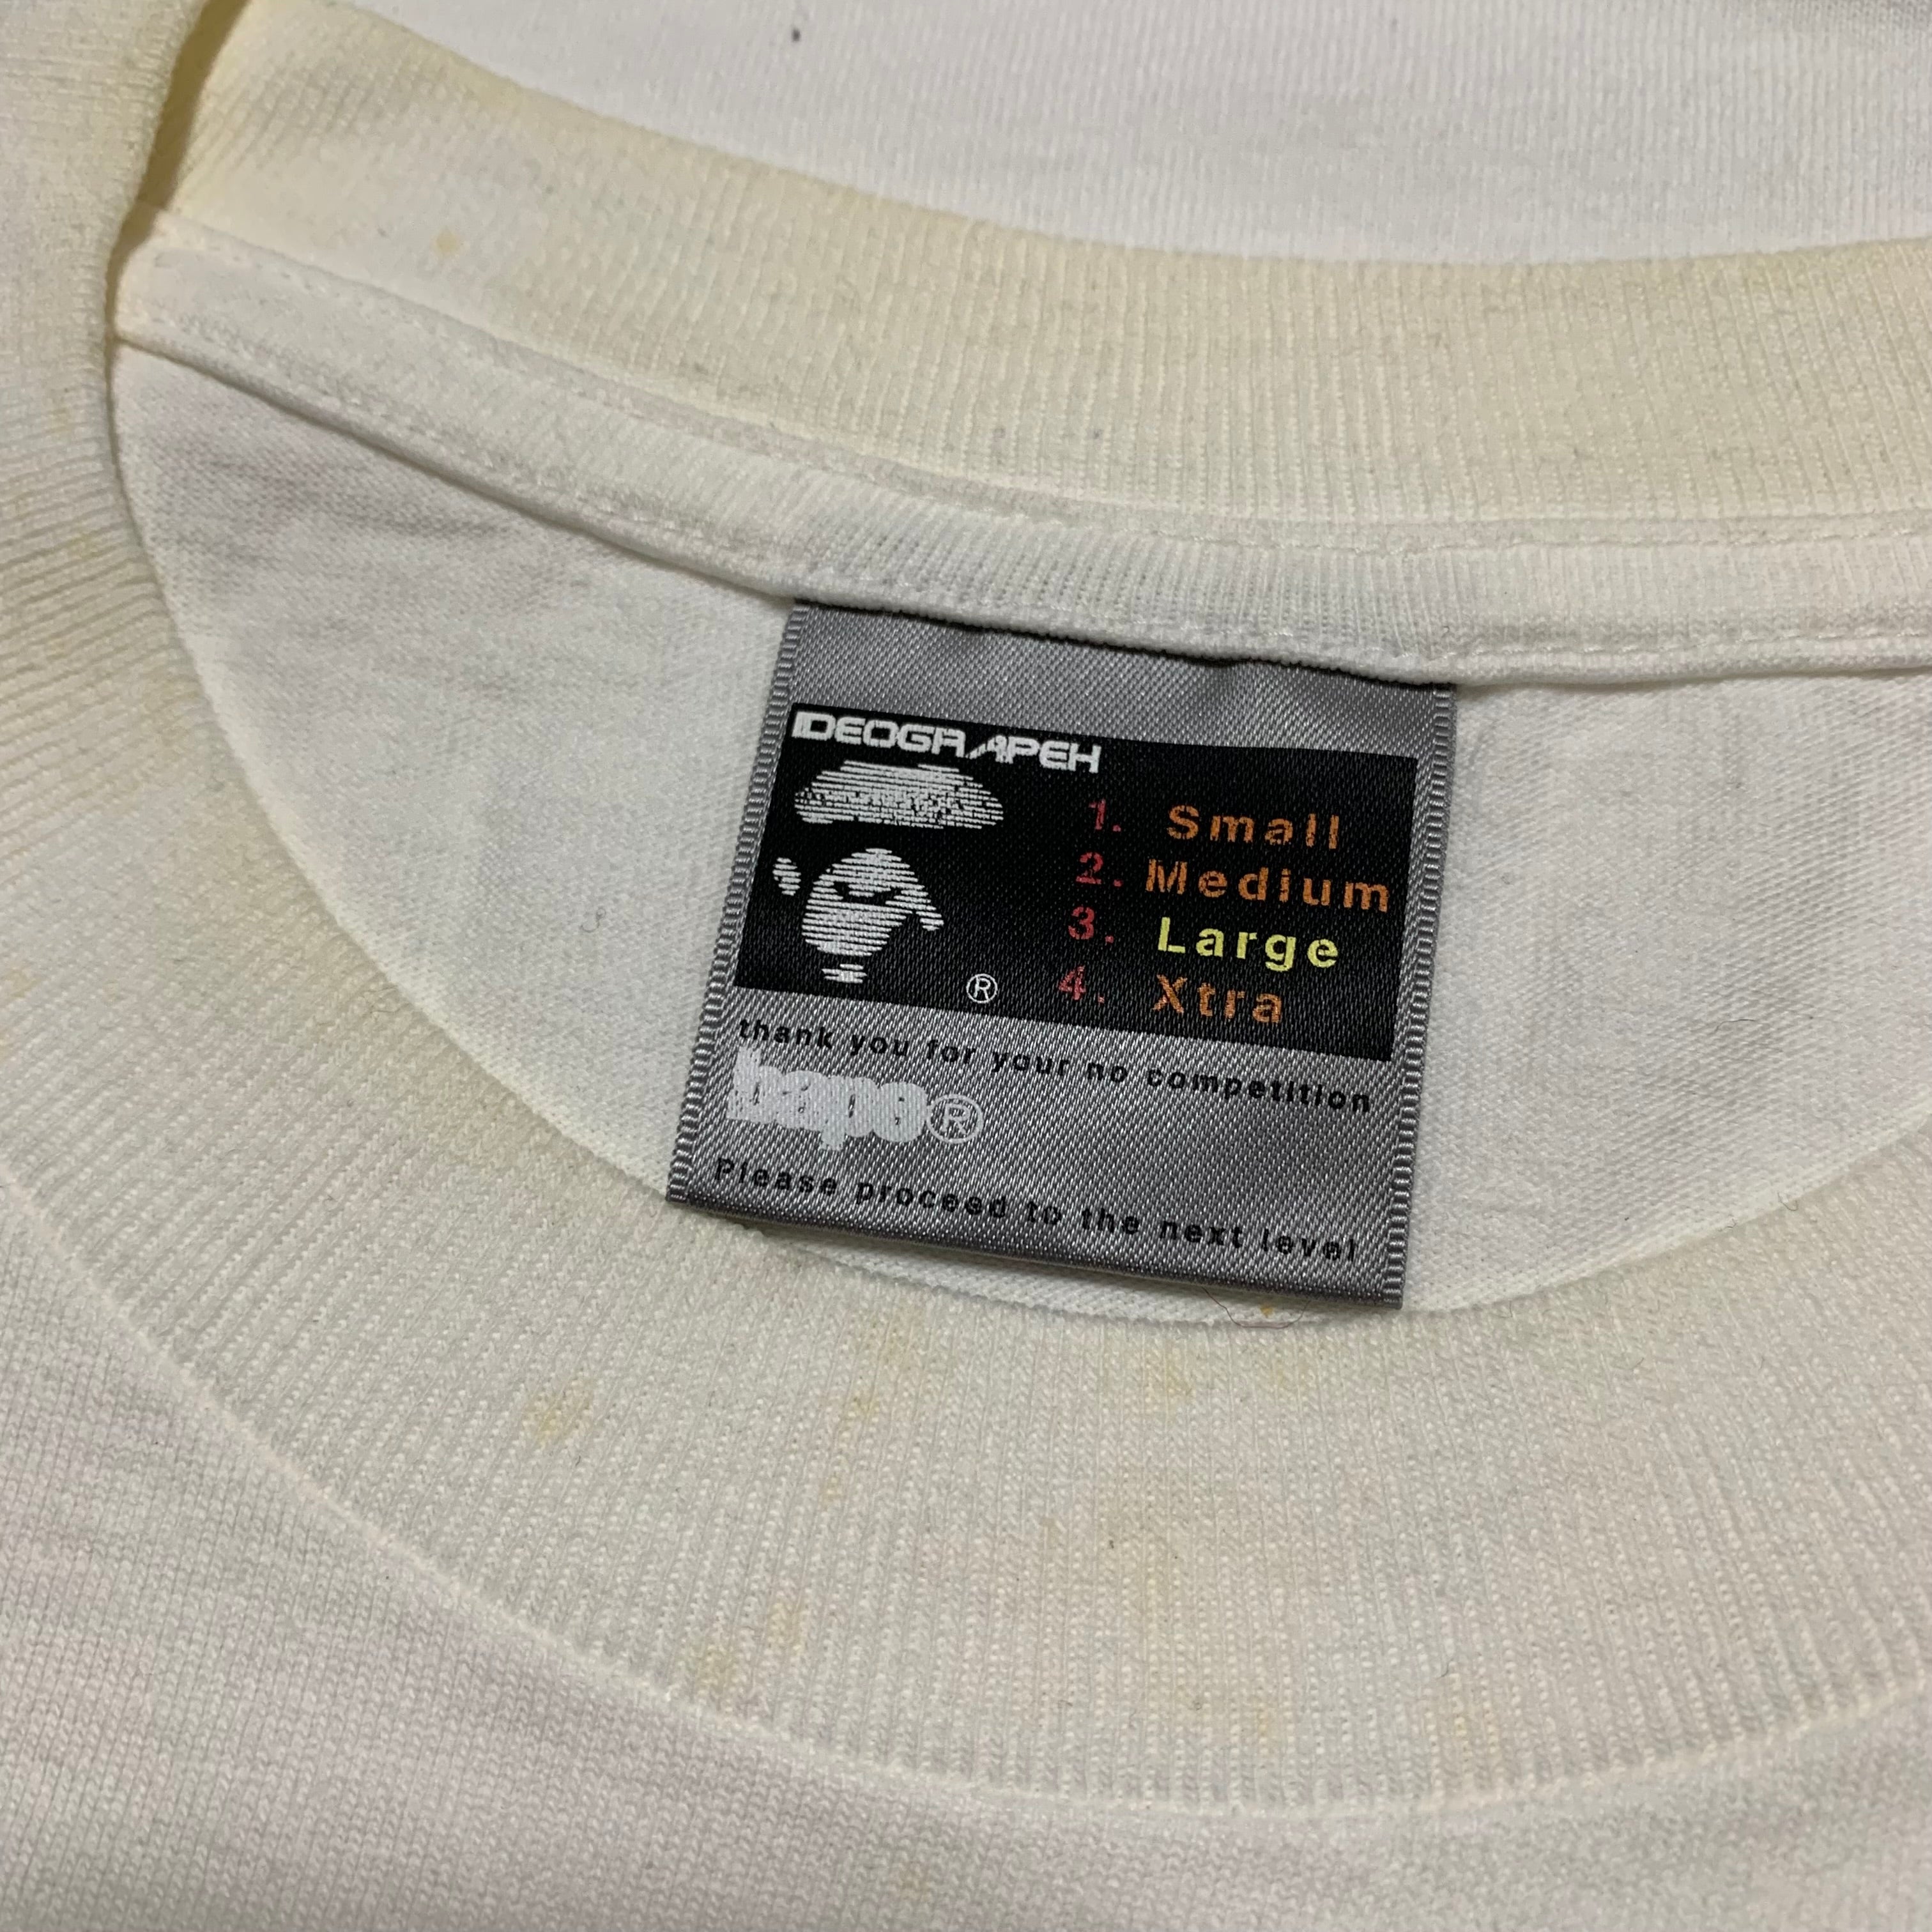 IDEOGRAPEH
1. Small
2. Medium
3. Large
4. Xtra
®
thank you for your no competition
bape®
Please proceed to the next level